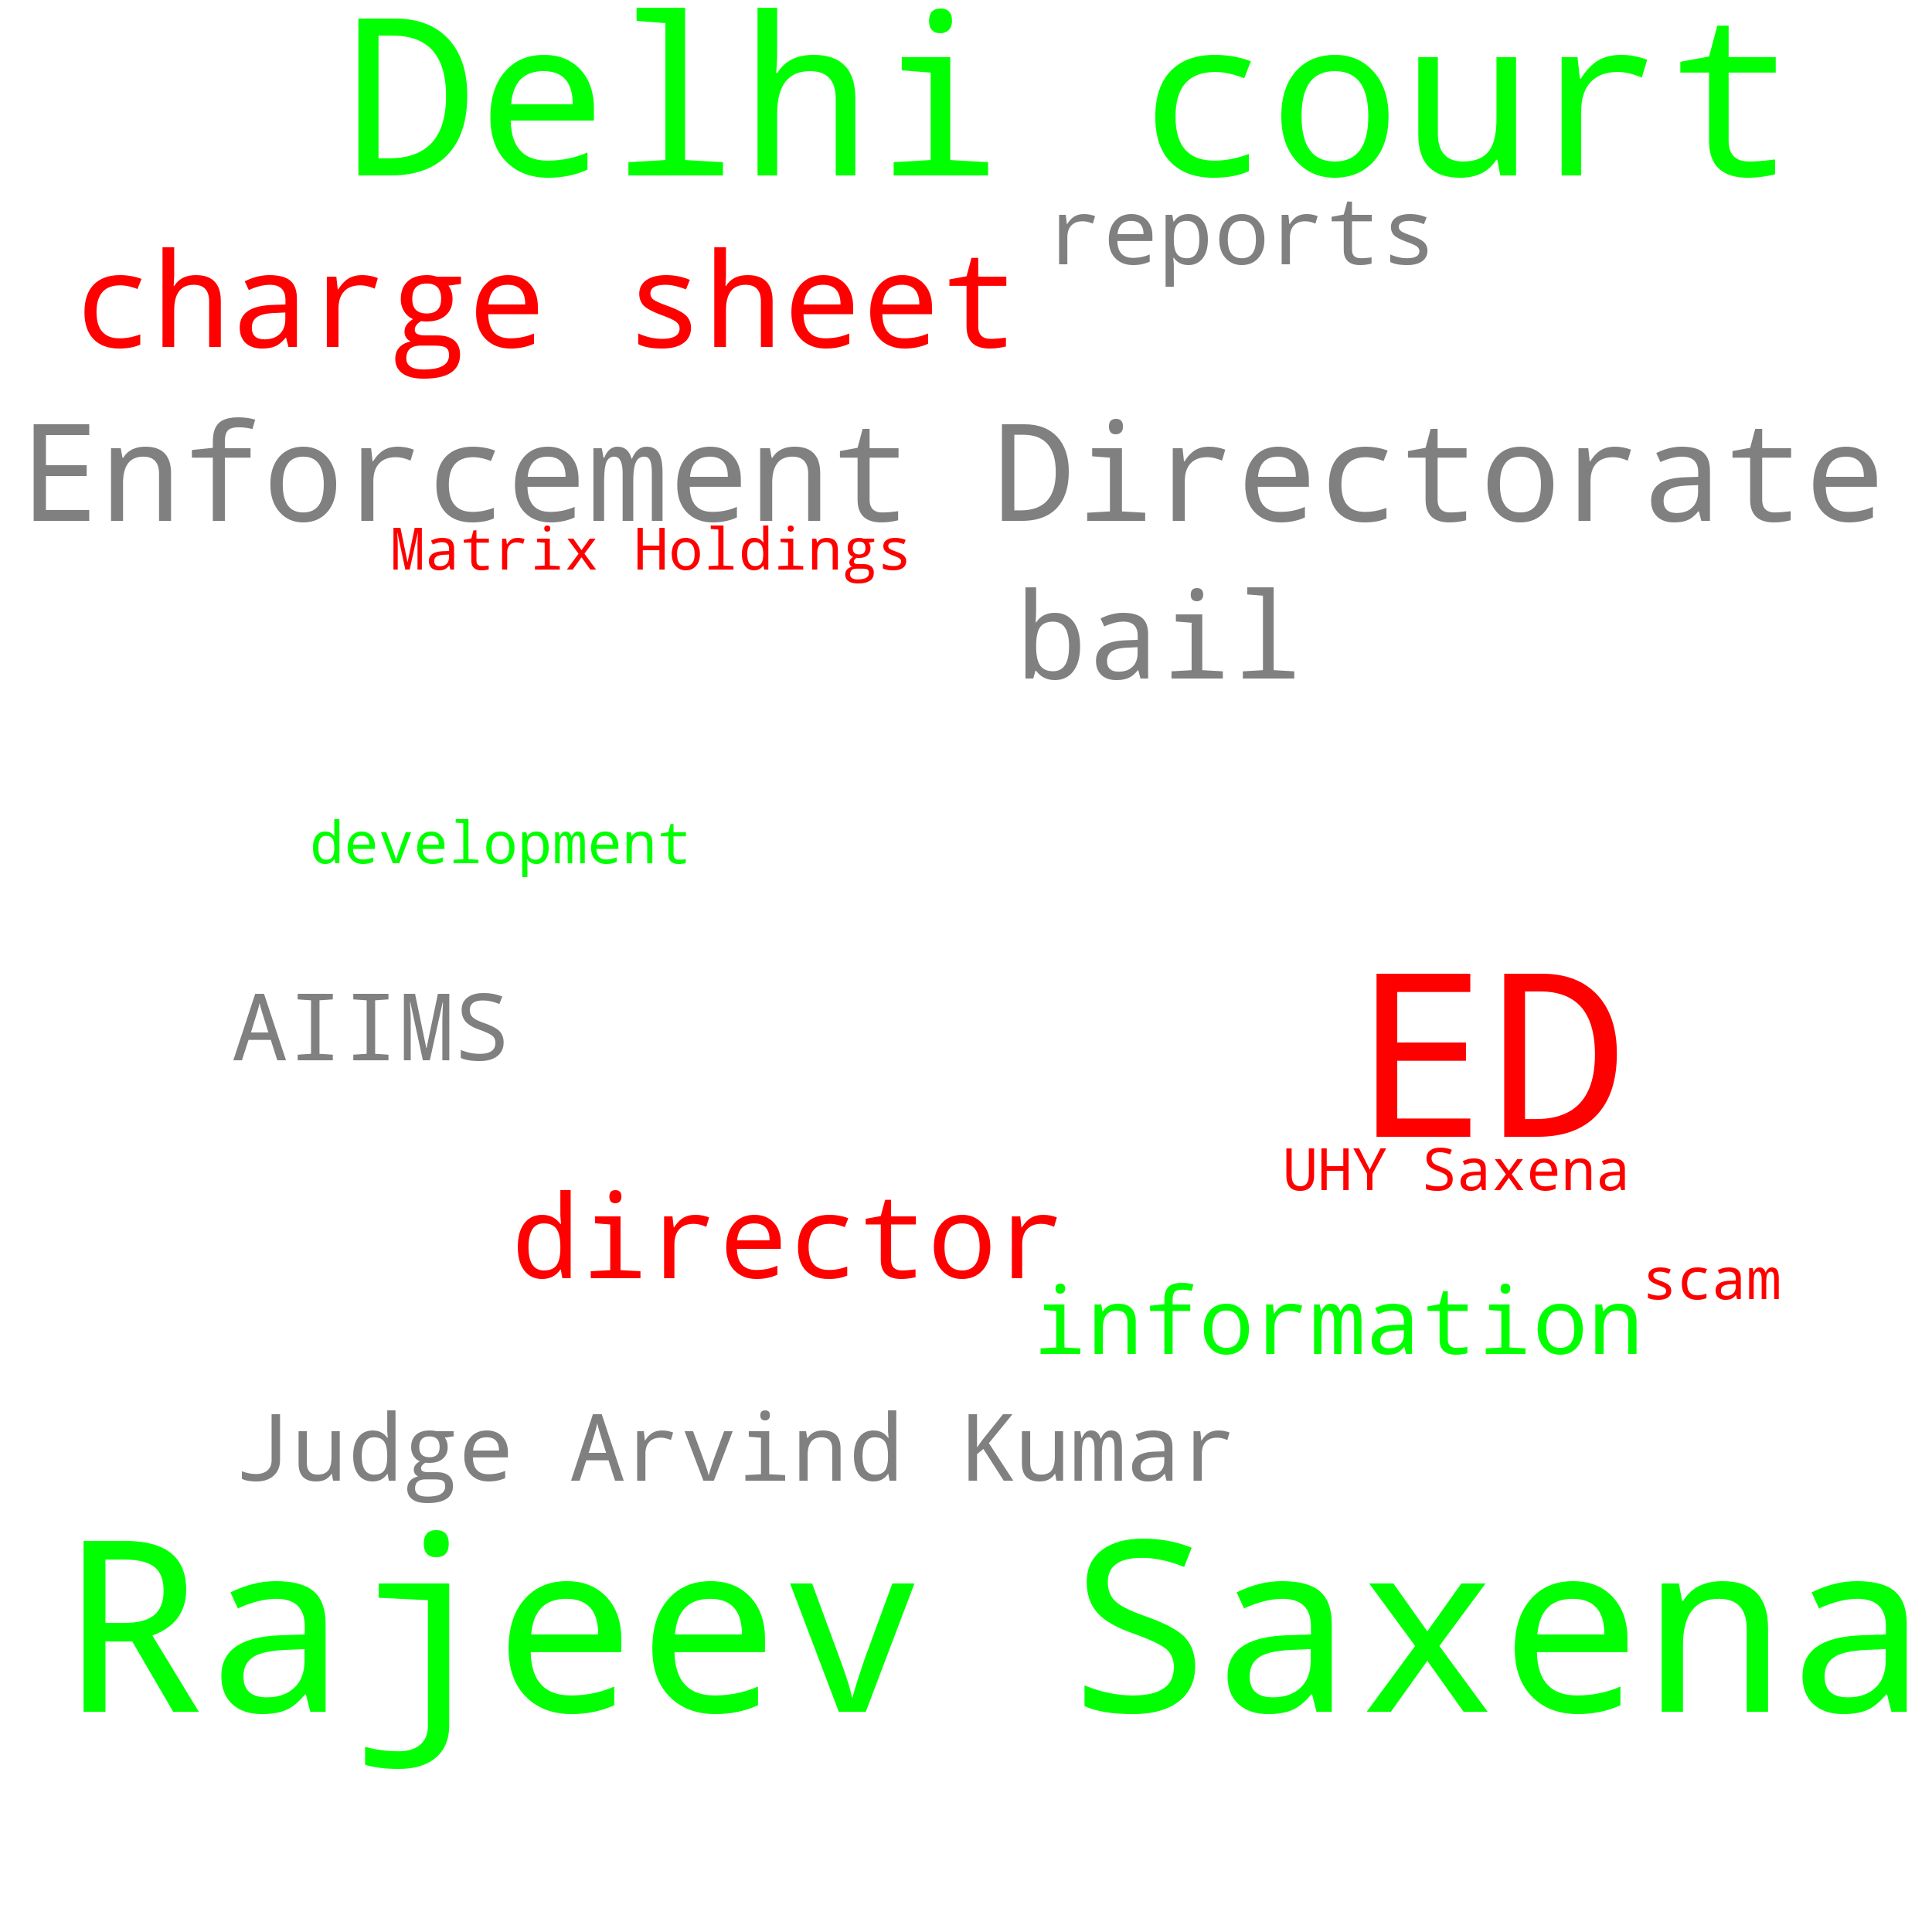 Delhi court
reports
charge sheet
Enforcement Directorate
Matrix Holdings
bail
development
AIIMS
ED
UHY Saxena
director
scam
information
Judge Arvind Kumar
Rajeev Saxena